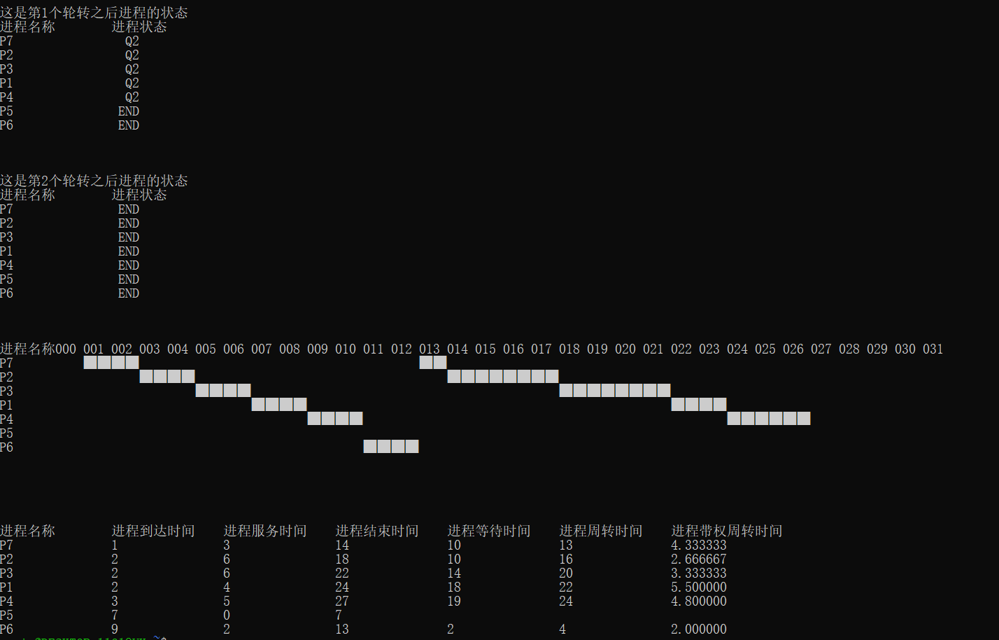 这是第1个轮转之后进程的状态
进程名称 进程状态
P7 Q2
P2 Q2
P3 Q2
P1 Q2
P4 Q2
P5 END
P6 END
这是第2个轮转之后进程的状态
进程名称 进程状态
P7 END
P2 END
P3 END
P1 END
P4 END
P5 END
P6 END
进程名称000 001 002 003 004 005 006 007 008 009 010 011 012 013 014 015 016 017 018 019 020 021 022 023 024 025 026 027 028 029 030 031
P7
P2
P3
P1
P4
P5
P6
进程名称 进程到达时间 进程服务时间 进程结束时间 进程等待时间 进程周转时间 进程带权周转时间
P7 1 3 14 10 13 4.333333
P2 2 6 18 10 16 2.666667
P3 2 6 22 14 20 3.333333
P1 2 4 24 18 22 5.500000
P4 3 5 27 19 24 4.800000
P5 7 0 7
P6 9 2 13 2 4 2.000000